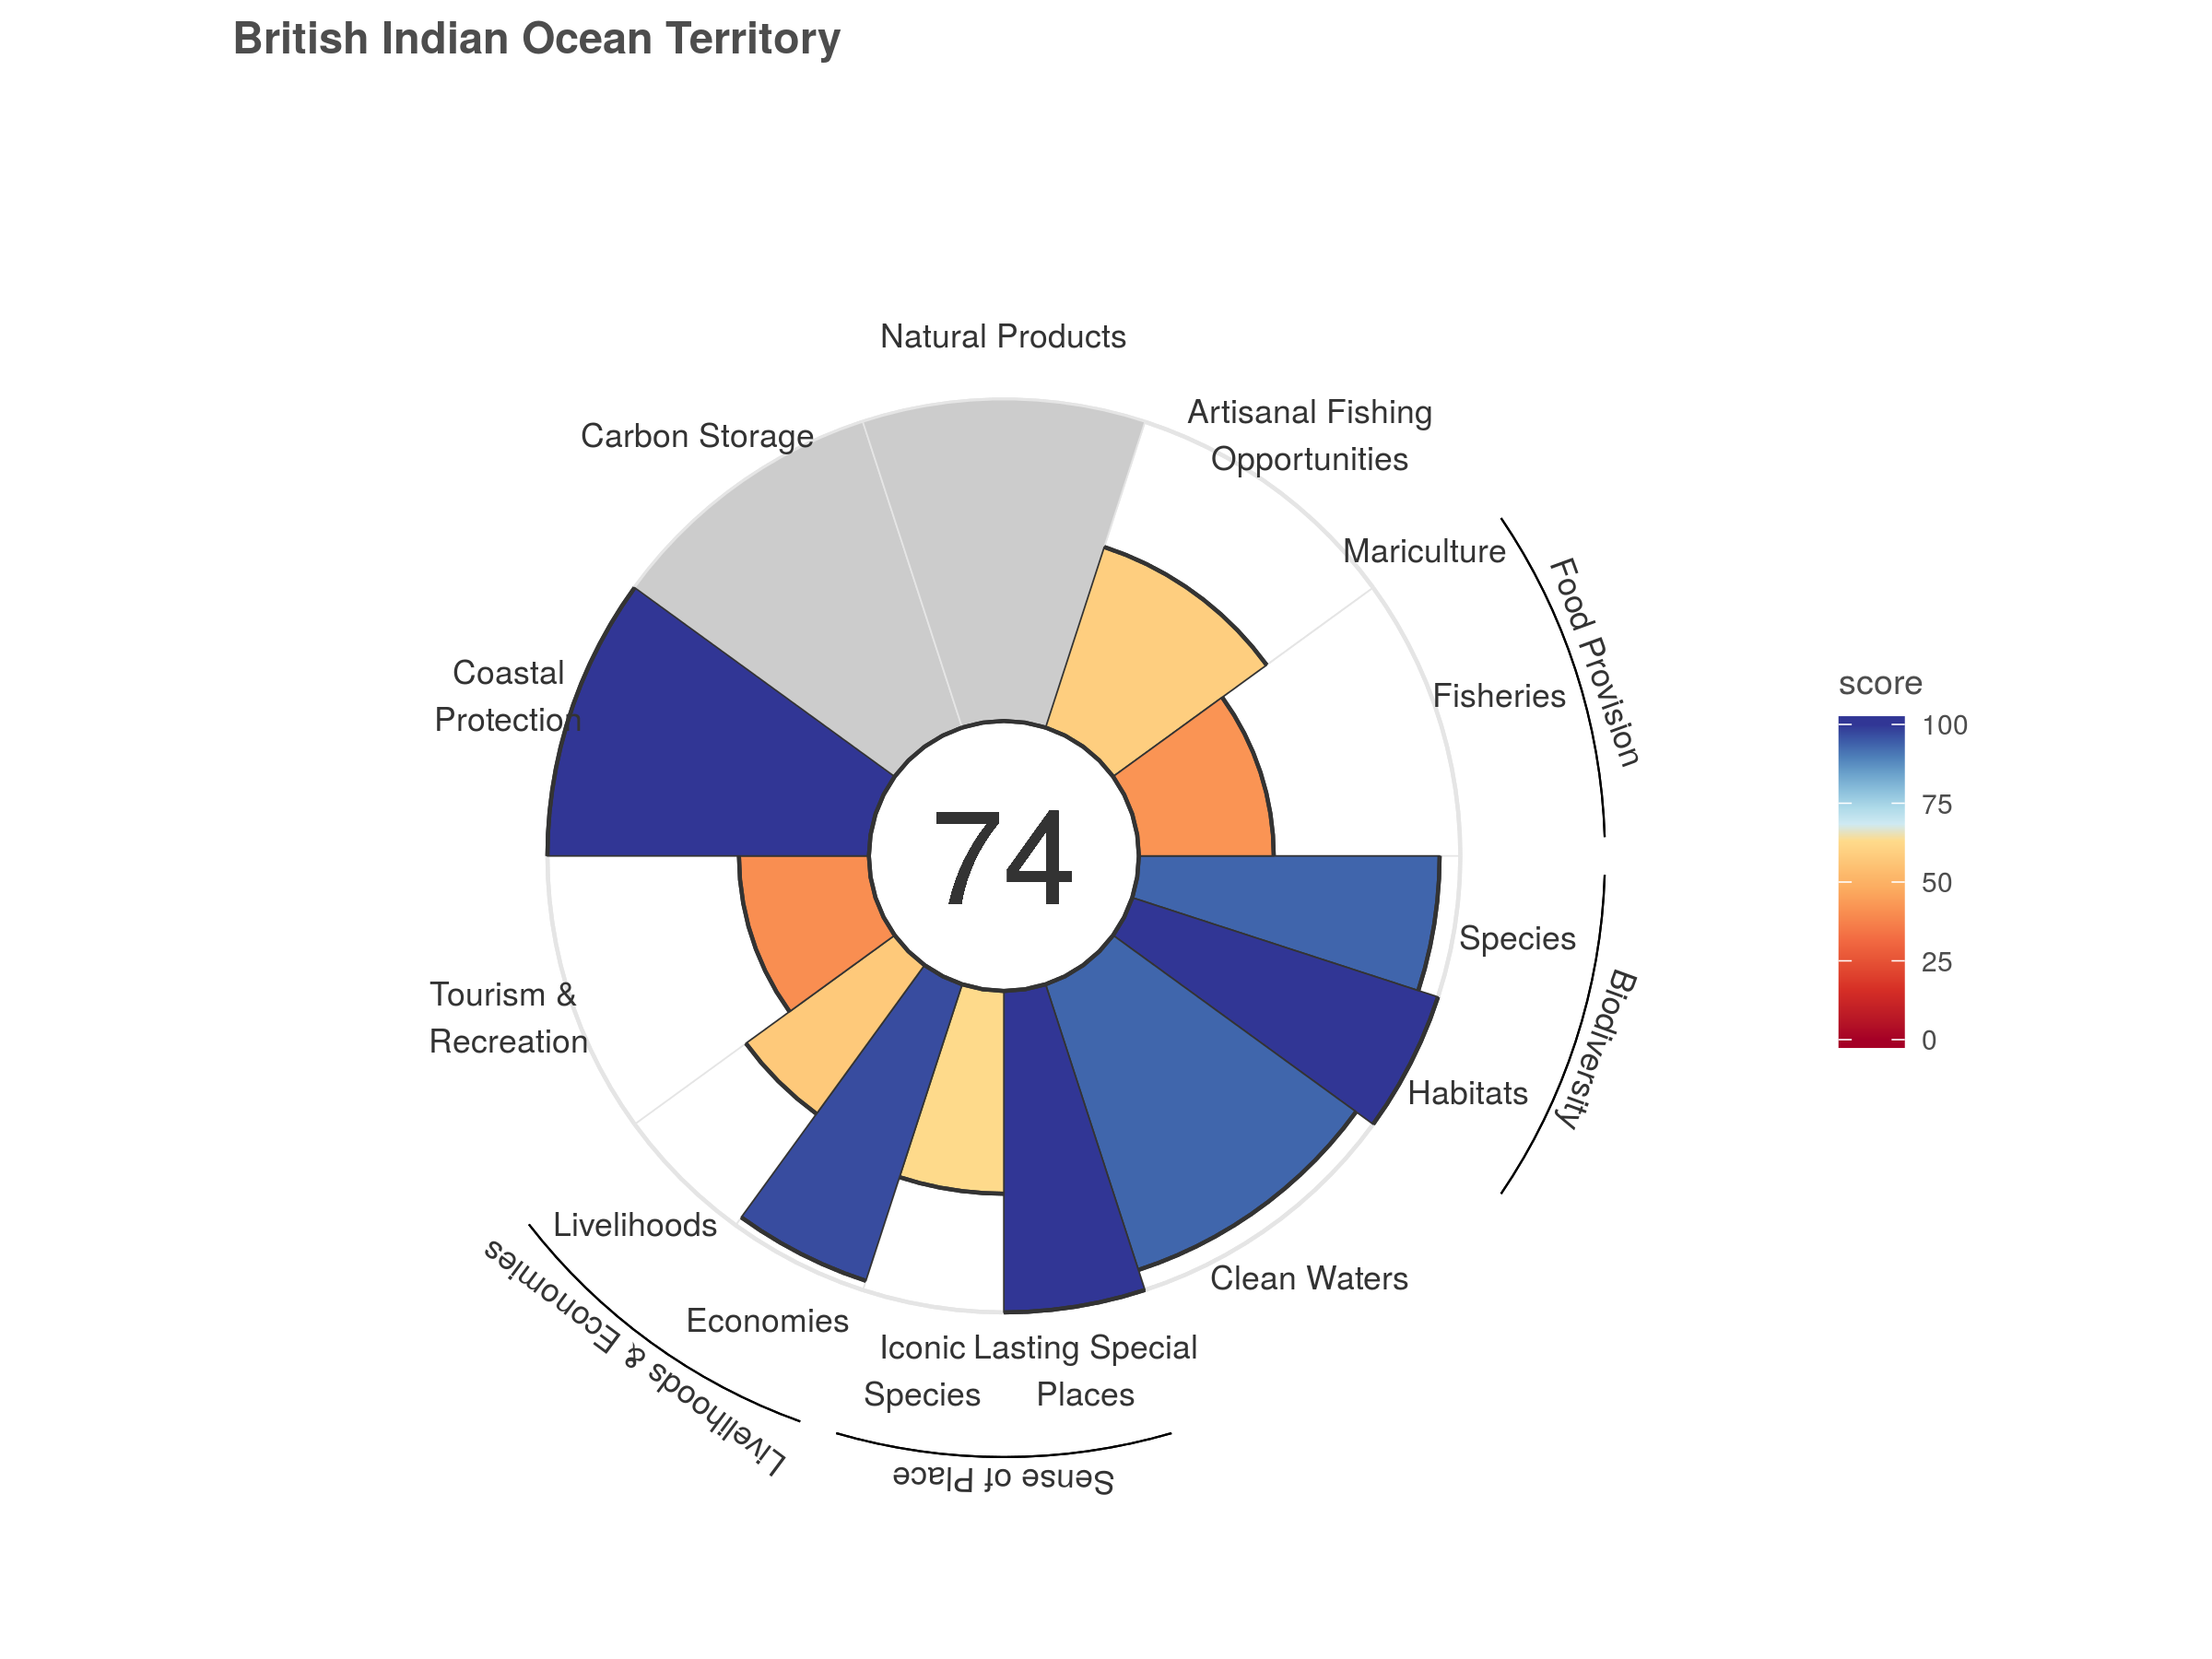 British Indian Ocean Territory
Natural Products
Artisanal Fishing
Opportunities
Carbon Storage
Mariculture
Food Provision
Fisheries
Coastal
Protection
score
100
75
50
25
0
74
Species
Biodiversity
Habitats
Tourism &
Recreation
Livelihoods
Clean Waters
Economies
Livelihoods & Economies
Iconic
Species
Lasting Special
Places
Sense of Place